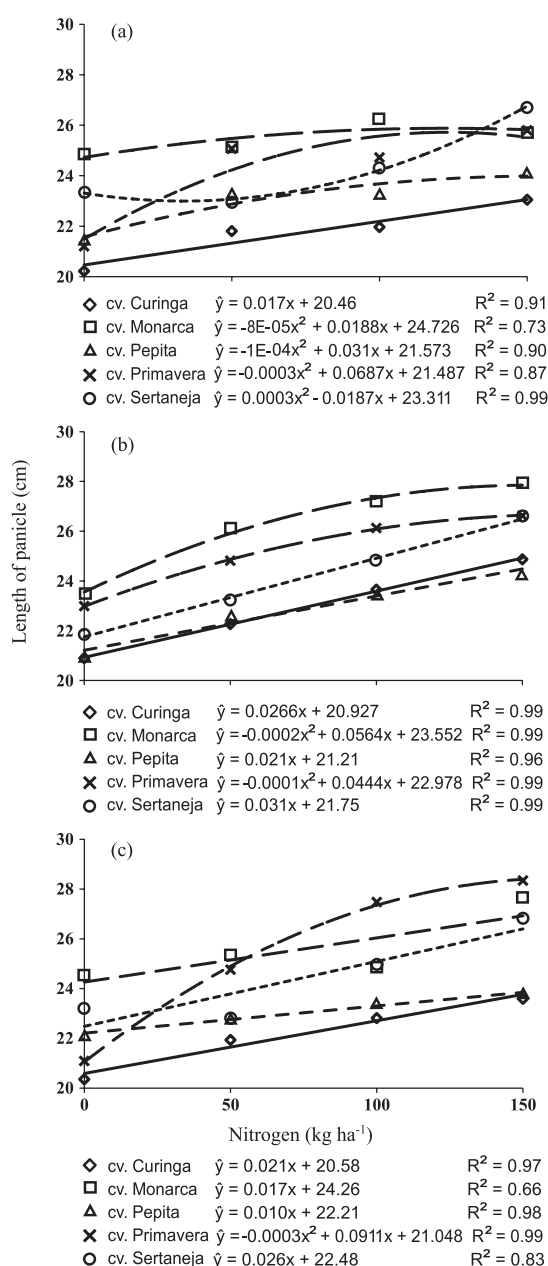 30
(a)
28
26
24
22
20
0 50 100 150
cv. Curinga ŷ = 0.017x + 20.46 R² = 0.91
cv. Monarca ŷ = -8E-05x² + 0.0188x + 24.726 R² = 0.73
cv. Pepita ŷ = -1E-04x² + 0.031x + 21.573 R² = 0.90
cv. Primavera ŷ = -0.0003x² + 0.0687x + 21.487 R² = 0.87
cv. Sertaneja ŷ = 0.0003x² - 0.0187x + 23.311 R² = 0.99
Length of panicle (cm)
30
(b)
28
26
24
22
20
0 50 100 150
cv. Curinga ŷ = 0.0266x + 20.927 R² = 0.99
cv. Monarca ŷ = -0.0002x² + 0.0564x + 23.552 R² = 0.99
cv. Pepita ŷ = 0.021x + 21.21 R² = 0.96
cv. Primavera ŷ = -0.0001x² + 0.0444x + 22.978 R² = 0.99
cv. Sertaneja ŷ = 0.031x + 21.75 R² = 0.99
30
(c)
28
26
24
22
20
0 50 100 150
Nitrogen (kg ha⁻¹)
cv. Curinga ŷ = 0.021x + 20.58 R² = 0.97
cv. Monarca ŷ = 0.017x + 24.26 R² = 0.66
cv. Pepita ŷ = 0.010x + 22.21 R² = 0.98
cv. Primavera ŷ = -0.0003x² + 0.0911x + 21.048 R² = 0.99
cv. Sertaneja ŷ = 0.026x + 22.48 R² = 0.83